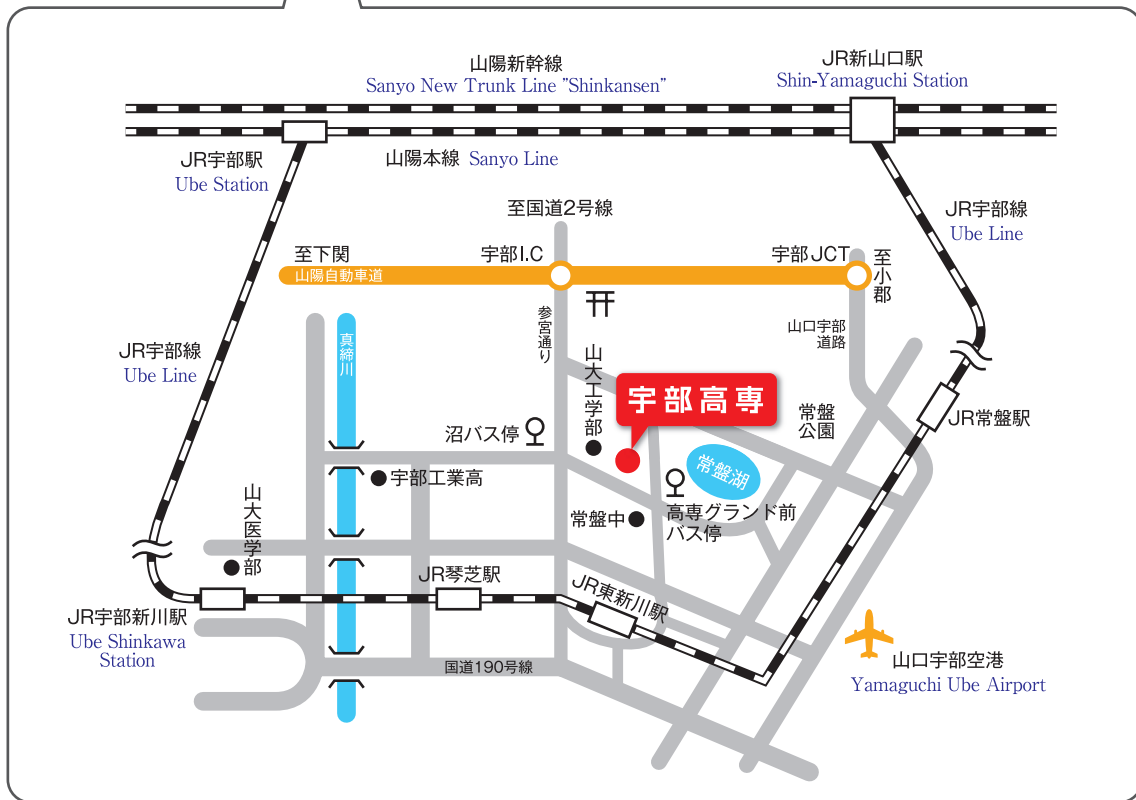 山陽新幹線
Sanyo New Trunk Line "Shinkansen"
JR新山口駅
Shin-Yamaguchi Station
JR宇部駅
Ube Station
山陽本線 Sanyo Line
至国道2号線
JR宇部線
Ube Line
至下関
宇部I.C
宇部JCT
至小郡
山陽自動車道
真締川
参宮通り
山口宇部
道路
JR宇部線
Ube Line
山大工学部
宇部高専
常盤
公園
JR常盤駅
沼バス停
常盤湖
宇部工業高
山大医学部
常盤中
高専グランド前
バス停
JR琴芝駅
JR東新川駅
JR宇部新川駅
Ube Shinkawa
Station
国道190号線
山口宇部空港
Yamaguchi Ube Airport